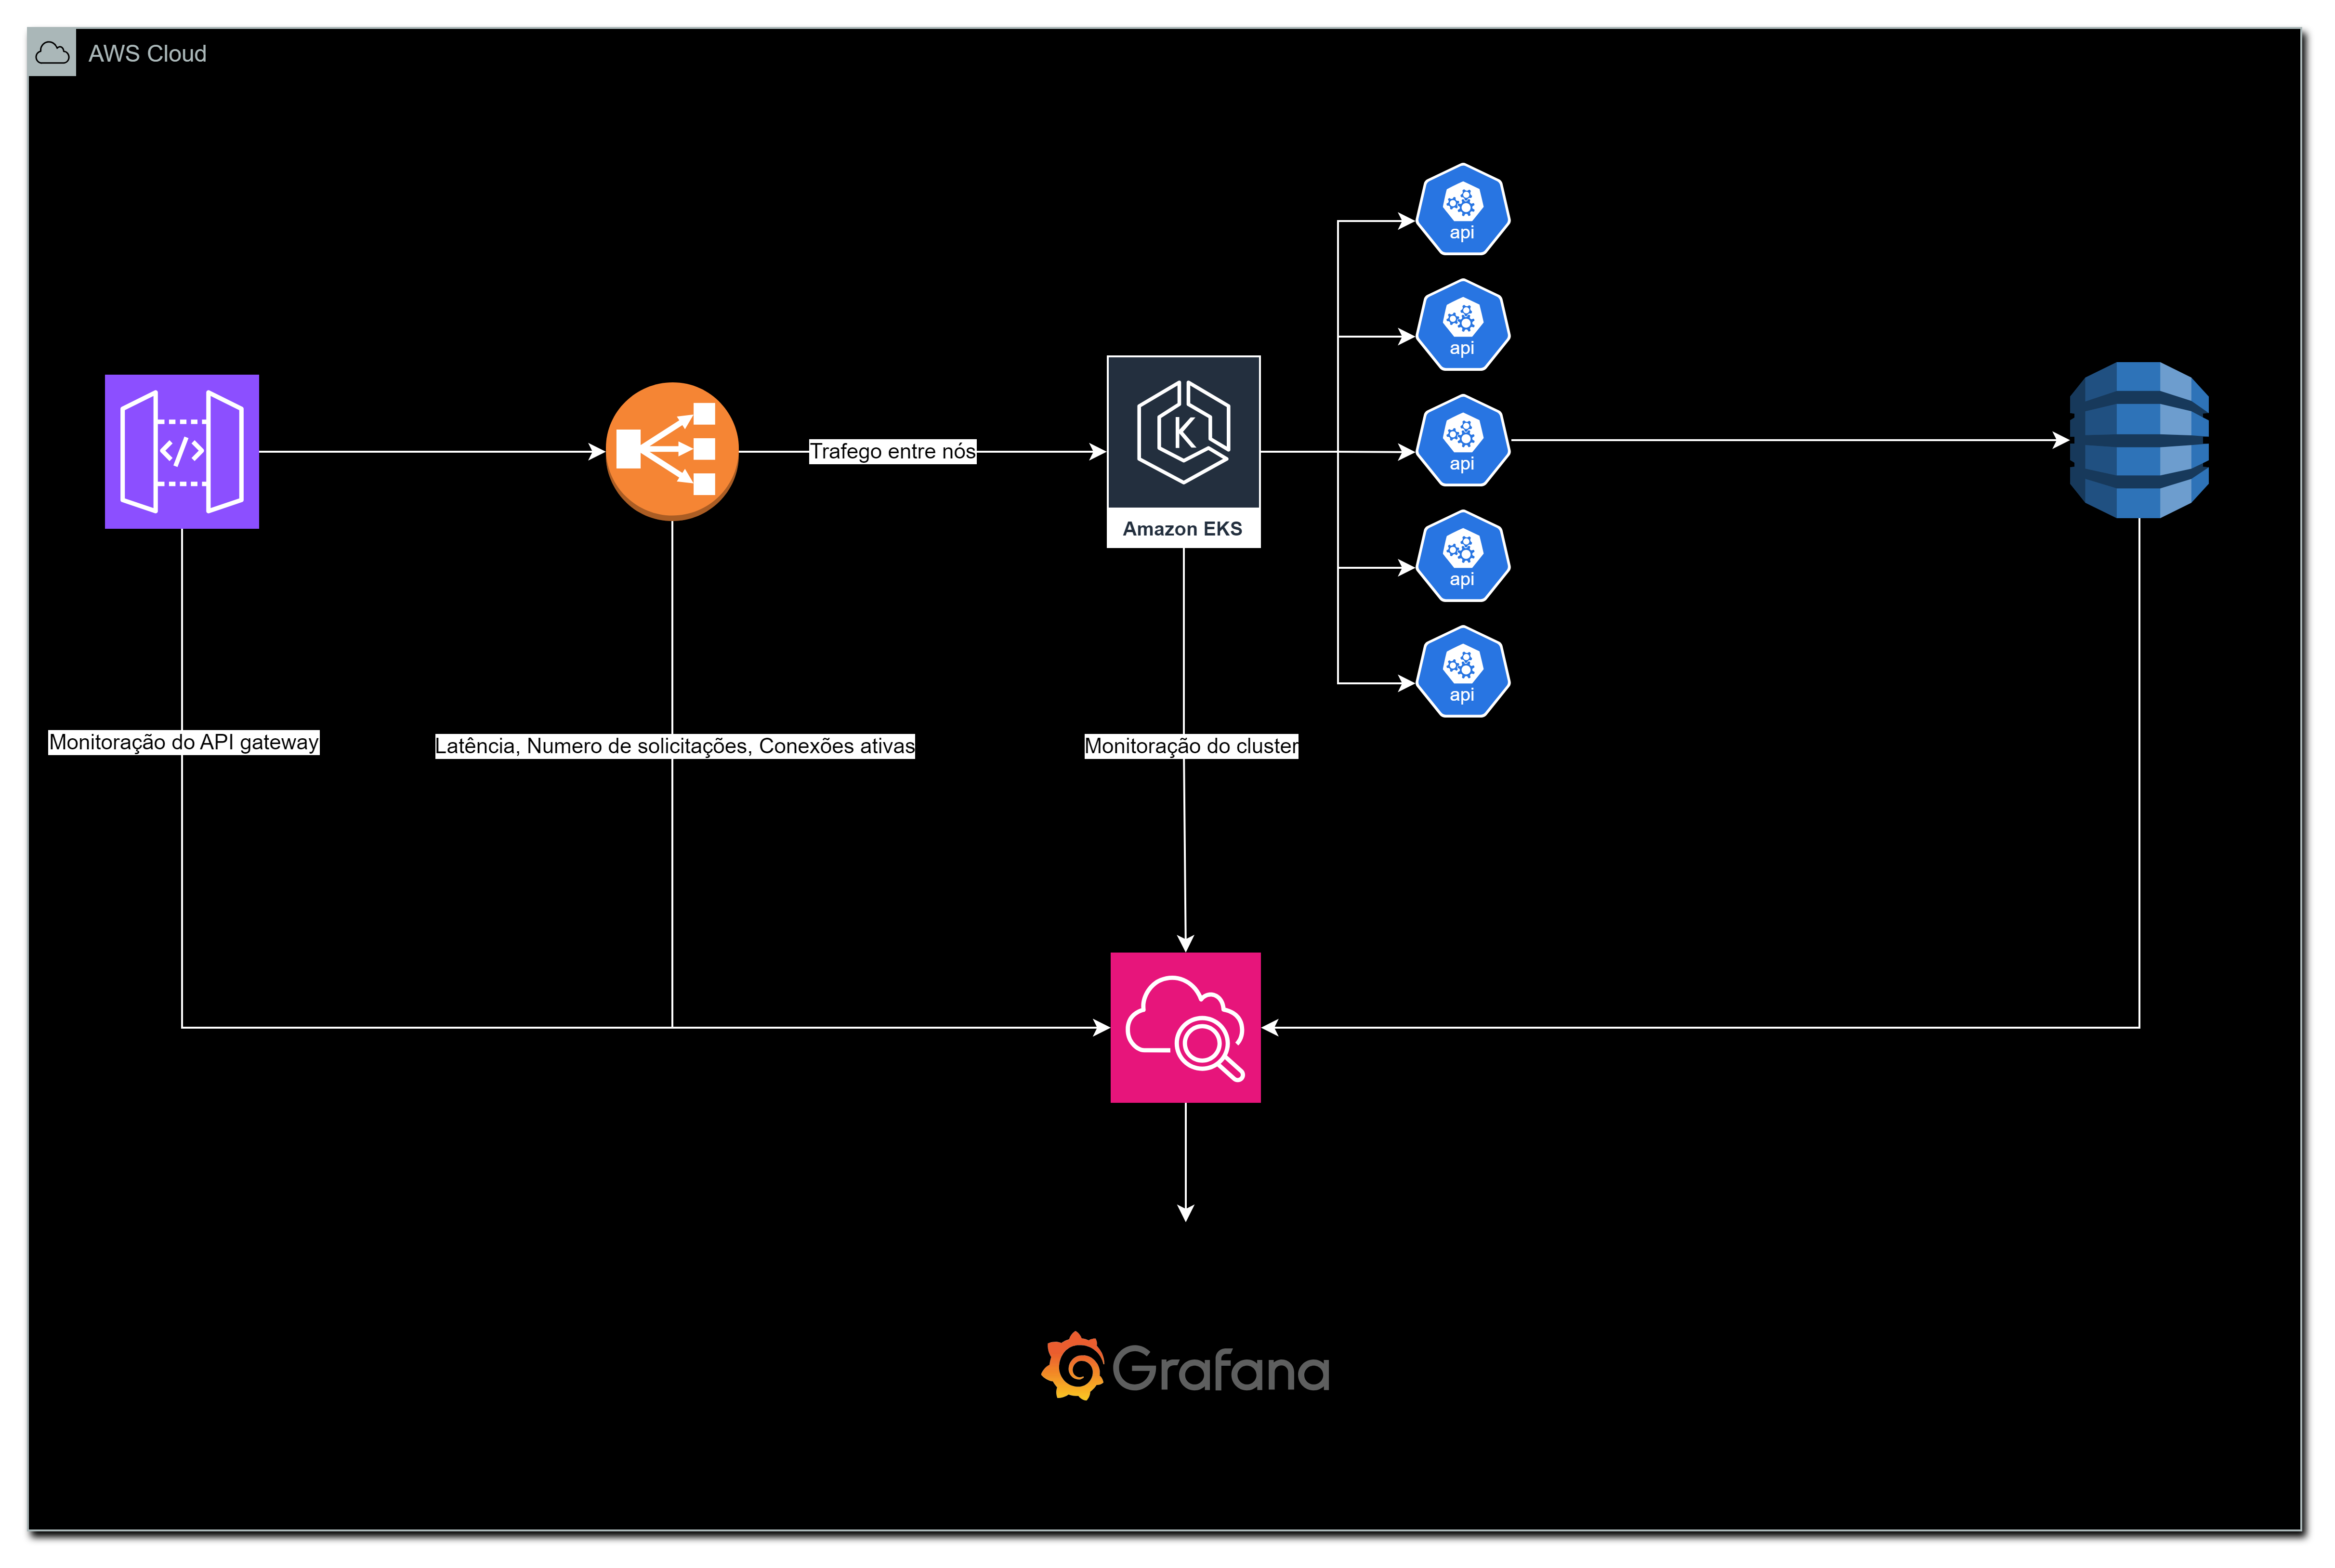 AWS Cloud
api
api
Trafego entre nós
K
api
Amazon EKS
api
api
Monitoração do API gateway
Latência, Numero de solicitações, Conexões ativas
Monitoração do cluster
Grafana